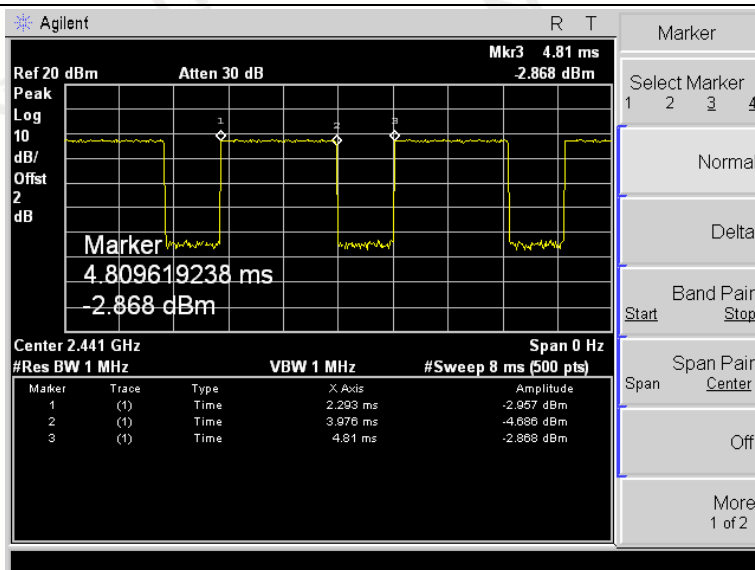 Agilent R T
Mkr3 4.81 ms
Ref 20 dBm Atten 30 dB -2.868 dBm
Peak
Log
10
dB/
Offst
2
dB
1
2
3
Marker
4.809619238 ms
-2.868 dBm
Center 2.441 GHz Span 0 Hz
#Res BW 1 MHz VBW 1 MHz #Sweep 8 ms (500 pts)
Marker Trace Type X Axis Amplitude
1 (1) Time 2.293 ms -2.957 dBm
2 (1) Time 3.976 ms -4.686 dBm
3 (1) Time 4.81 ms -2.868 dBm
Marker
Select Marker
1 2 3 4
Normal
Delta
Band Pair
Start Stop
Span Pair
Span Center
Off
More
1 of 2